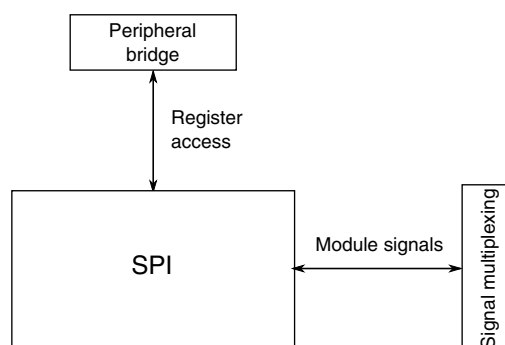 Peripheral
bridge
Register
access
SPI
Module signals
Signal multiplexing